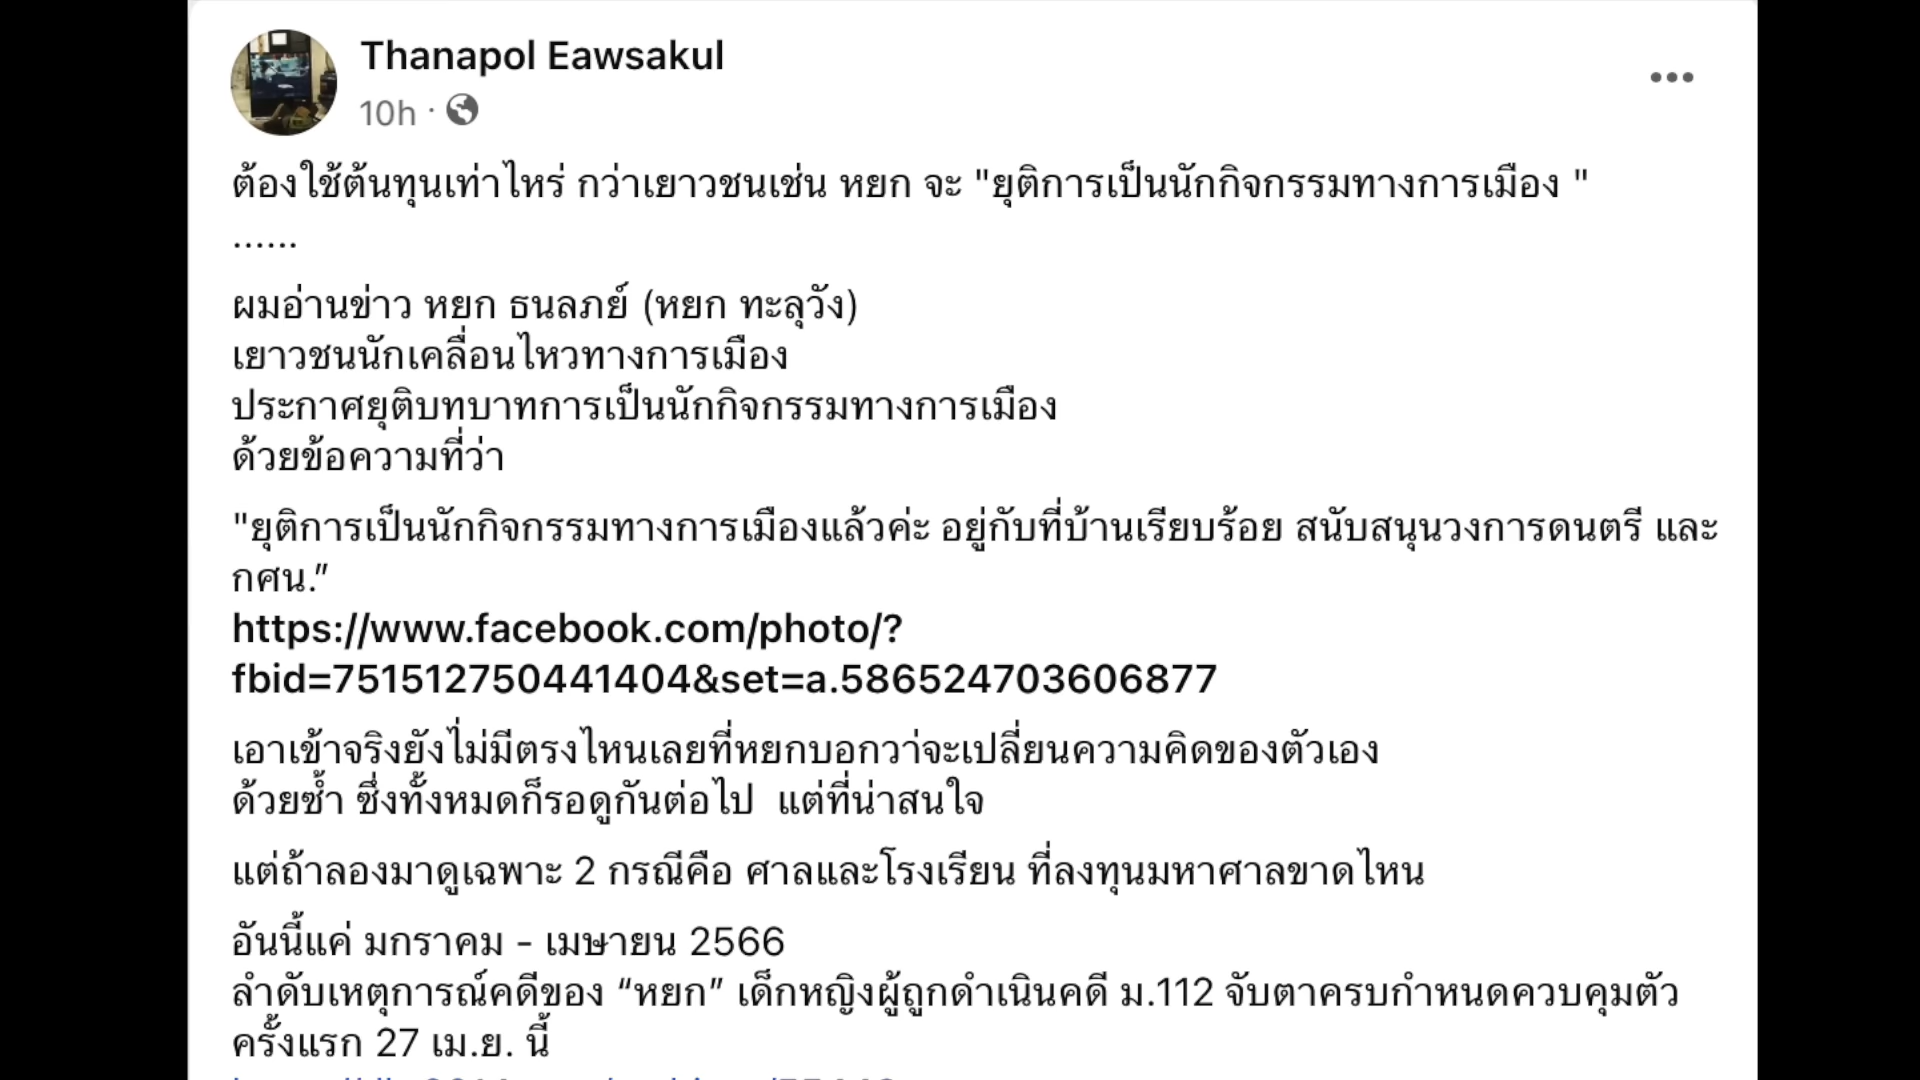 Thanapol Eawsakul
10h ·
ต้องใช้ต้นทุนเท่าไหร่ กว่าเยาวชนเช่น หยก จะ "ยุติการเป็นนักกิจกรรมทางการเมือง "
......
ผมอ่านข่าว หยก ธนลภย์ (หยก ทะลุวัง)
เยาวชนนักเคลื่อนไหวทางการเมือง
ประกาศยุติบทบาทการเป็นนักกิจกรรมทางการเมือง
ด้วยข้อความที่ว่า
"ยุติการเป็นนักกิจกรรมทางการเมืองแล้วค่ะ อยู่กับที่บ้านเรียบร้อย สนับสนุนวงการดนตรี และ
กศน.”
https://www.facebook.com/photo/?
fbid=751512750441404&set=a.586524703606877
เอาเข้าจริงยังไม่มีตรงไหนเลยที่หยกบอกว่าจะเปลี่ยนความคิดของตัวเอง
ด้วยซ้ำ ซึ่งทั้งหมดก็รอดูกันต่อไป  แต่ที่น่าสนใจ
แต่ถ้าลองมาดูเฉพาะ 2 กรณีคือ ศาลและโรงเรียน ที่ลงทุนมหาศาลขาดไหน
อันนี้แค่ มกราคม - เมษายน 2566
ลำดับเหตุการณ์คดีของ “หยก” เด็กหญิงผู้ถูกดำเนินคดี ม.112 จับตาครบกำหนดควบคุมตัว
ครั้งแรก 27 เม.ย. นี้